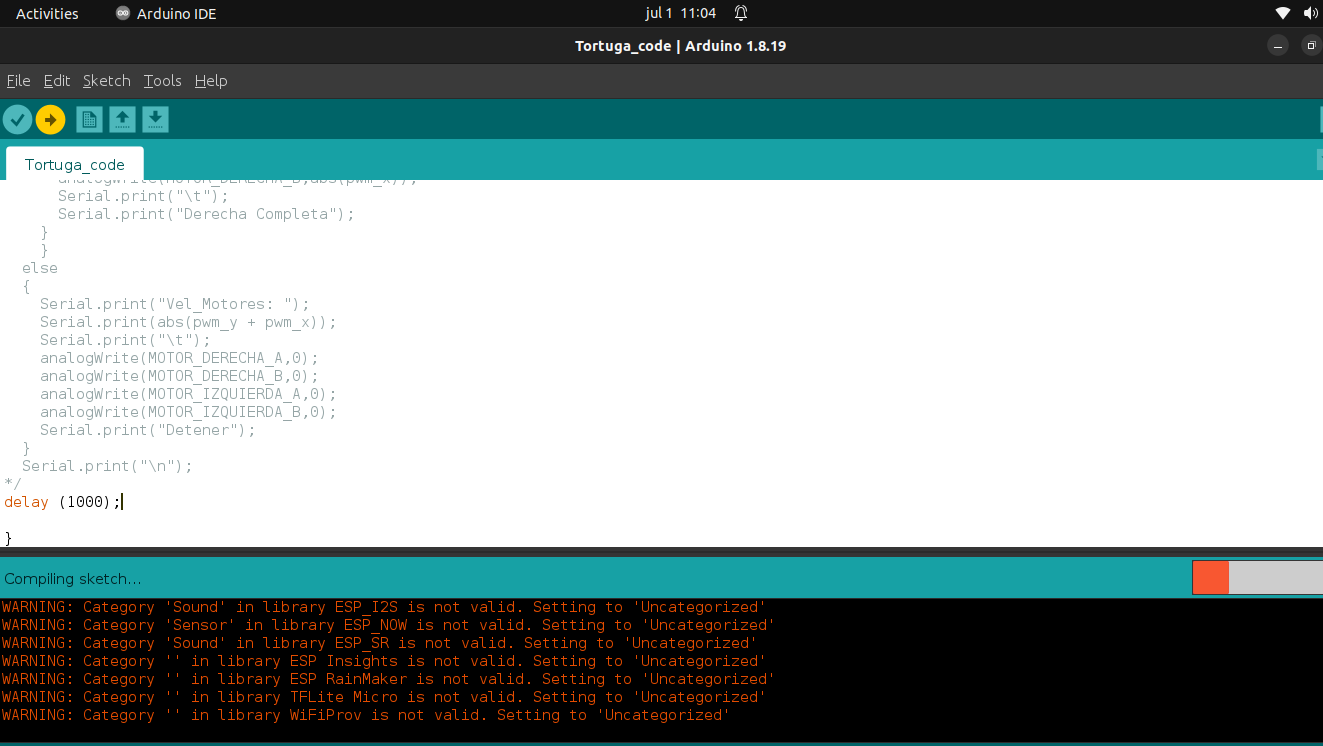 Activities
Arduino IDE
jul 1 11:04
Tortuga_code | Arduino 1.8.19
File Edit Sketch Tools Help
Tortuga_code
analogWrite(MOTOR_DERECHA_B,abs(pwm_x));
Serial.print("\t");
Serial.print("Derecha Completa");
}
}
else
{
Serial.print("Vel_Motores: ");
Serial.print(abs(pwm_y + pwm_x));
Serial.print("\t");
analogWrite(MOTOR_DERECHA_A,0);
analogWrite(MOTOR_DERECHA_B,0);
analogWrite(MOTOR_IZQUIERDA_A,0);
analogWrite(MOTOR_IZQUIERDA_B,0);
Serial.print("Detener");
}
Serial.print("\n");
*/
delay (1000);
}
Compiling sketch...
WARNING: Category 'Sound' in library ESP_I2S is not valid. Setting to 'Uncategorized'
WARNING: Category 'Sensor' in library ESP_NOW is not valid. Setting to 'Uncategorized'
WARNING: Category 'Sound' in library ESP_SR is not valid. Setting to 'Uncategorized'
WARNING: Category '' in library ESP Insights is not valid. Setting to 'Uncategorized'
WARNING: Category '' in library ESP RainMaker is not valid. Setting to 'Uncategorized'
WARNING: Category '' in library TFLite Micro is not valid. Setting to 'Uncategorized'
WARNING: Category '' in library WiFiProv is not valid. Setting to 'Uncategorized'